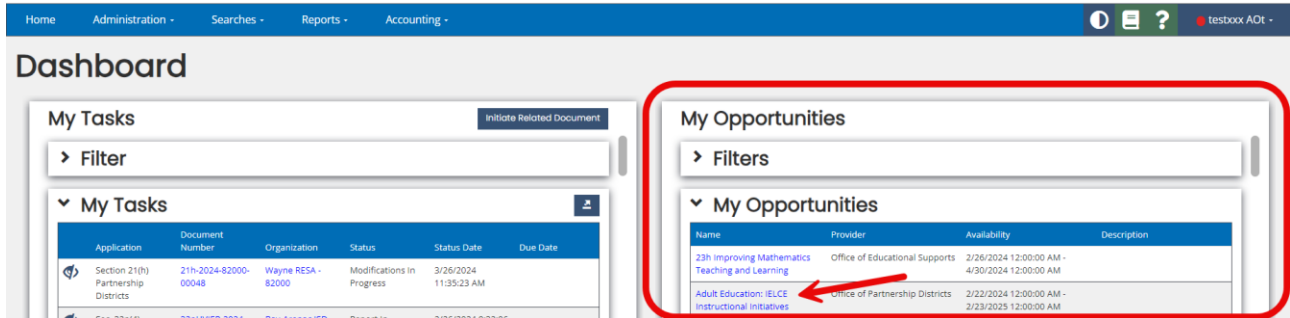 Home Administration Searches Reports Accounting ? testxxx AOt
Dashboard
My Tasks
Initiate Related Document
Filter
My Tasks
Application Document Number Organization Status Status Date Due Date
Section 21(h) Partnership Districts 21h-2024-82000-00048 Wayne RESA - 82000 Modifications In Progress 3/26/2024 11:35:23 AM
My Opportunities
Filters
My Opportunities
Name Provider Availability Description
23h Improving Mathematics Teaching and Learning Office of Educational Supports 2/26/2024 12:00:00 AM - 4/30/2024 12:00:00 AM
Adult Education: IELCE Instructional Initiatives Office of Partnership Districts 2/22/2024 12:00:00 AM - 2/23/2025 12:00:00 AM